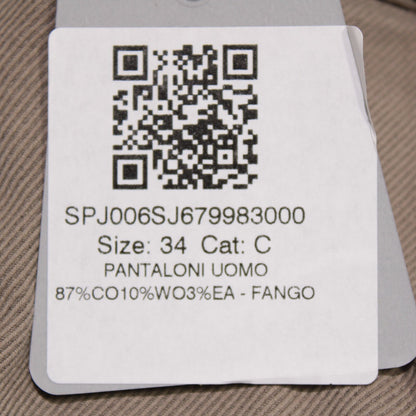 SPJ006SJ679983000
Size: 34 Cat: C
PANTALONI UOMO
87%CO10%WO3%EA - FANGO